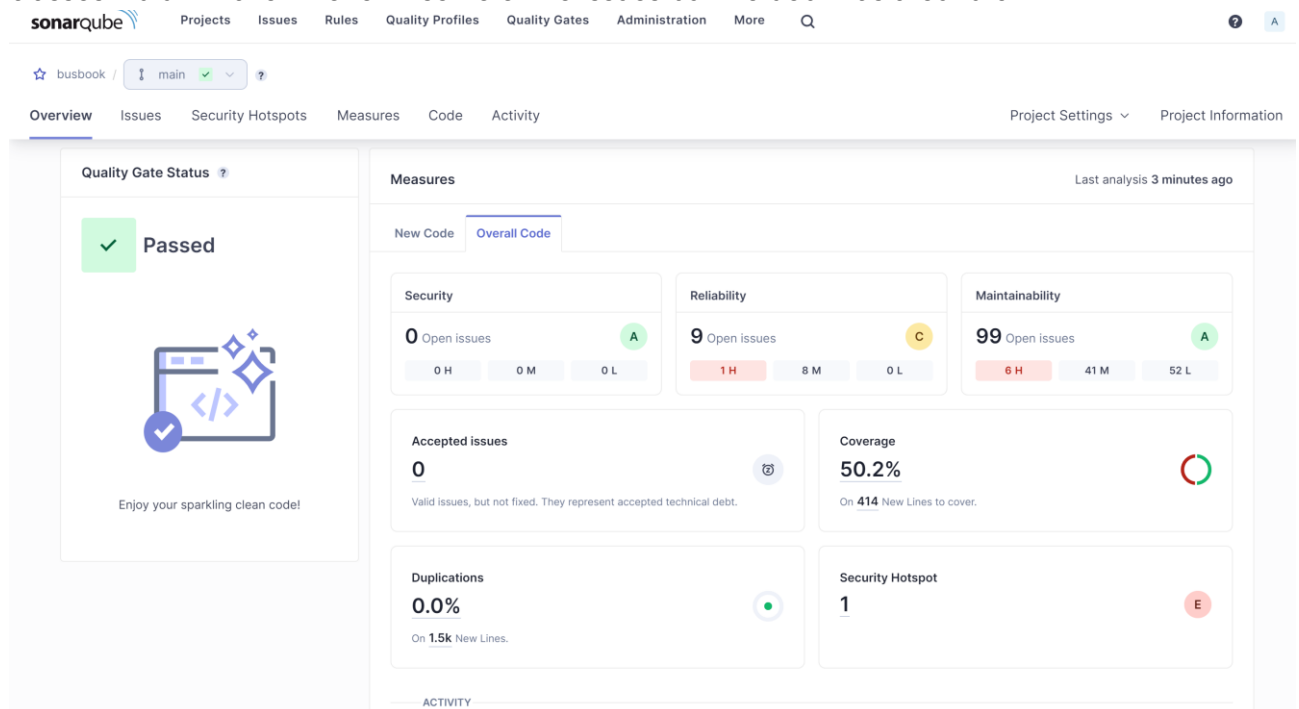 sonarqube Projects Issues Rules Quality Profiles Quality Gates Administration More ? A
busbook / main ?
Overview Issues Security Hotspots Measures Code Activity Project Settings Project Information
Quality Gate Status ?
Passed
Enjoy your sparkling clean code!
Measures Last analysis 3 minutes ago
New Code Overall Code
Security
0 Open issues A
0 H 0 M 0 L
Reliability
9 Open issues C
1 H 8 M 0 L
Maintainability
99 Open issues A
6 H 41 M 52 L
Accepted issues
0
Valid issues, but not fixed. They represent accepted technical debt.
Coverage
50.2%
On 414 New Lines to cover.
Duplications
0.0%
On 1.5k New Lines.
Security Hotspot
1 E
ACTIVITY